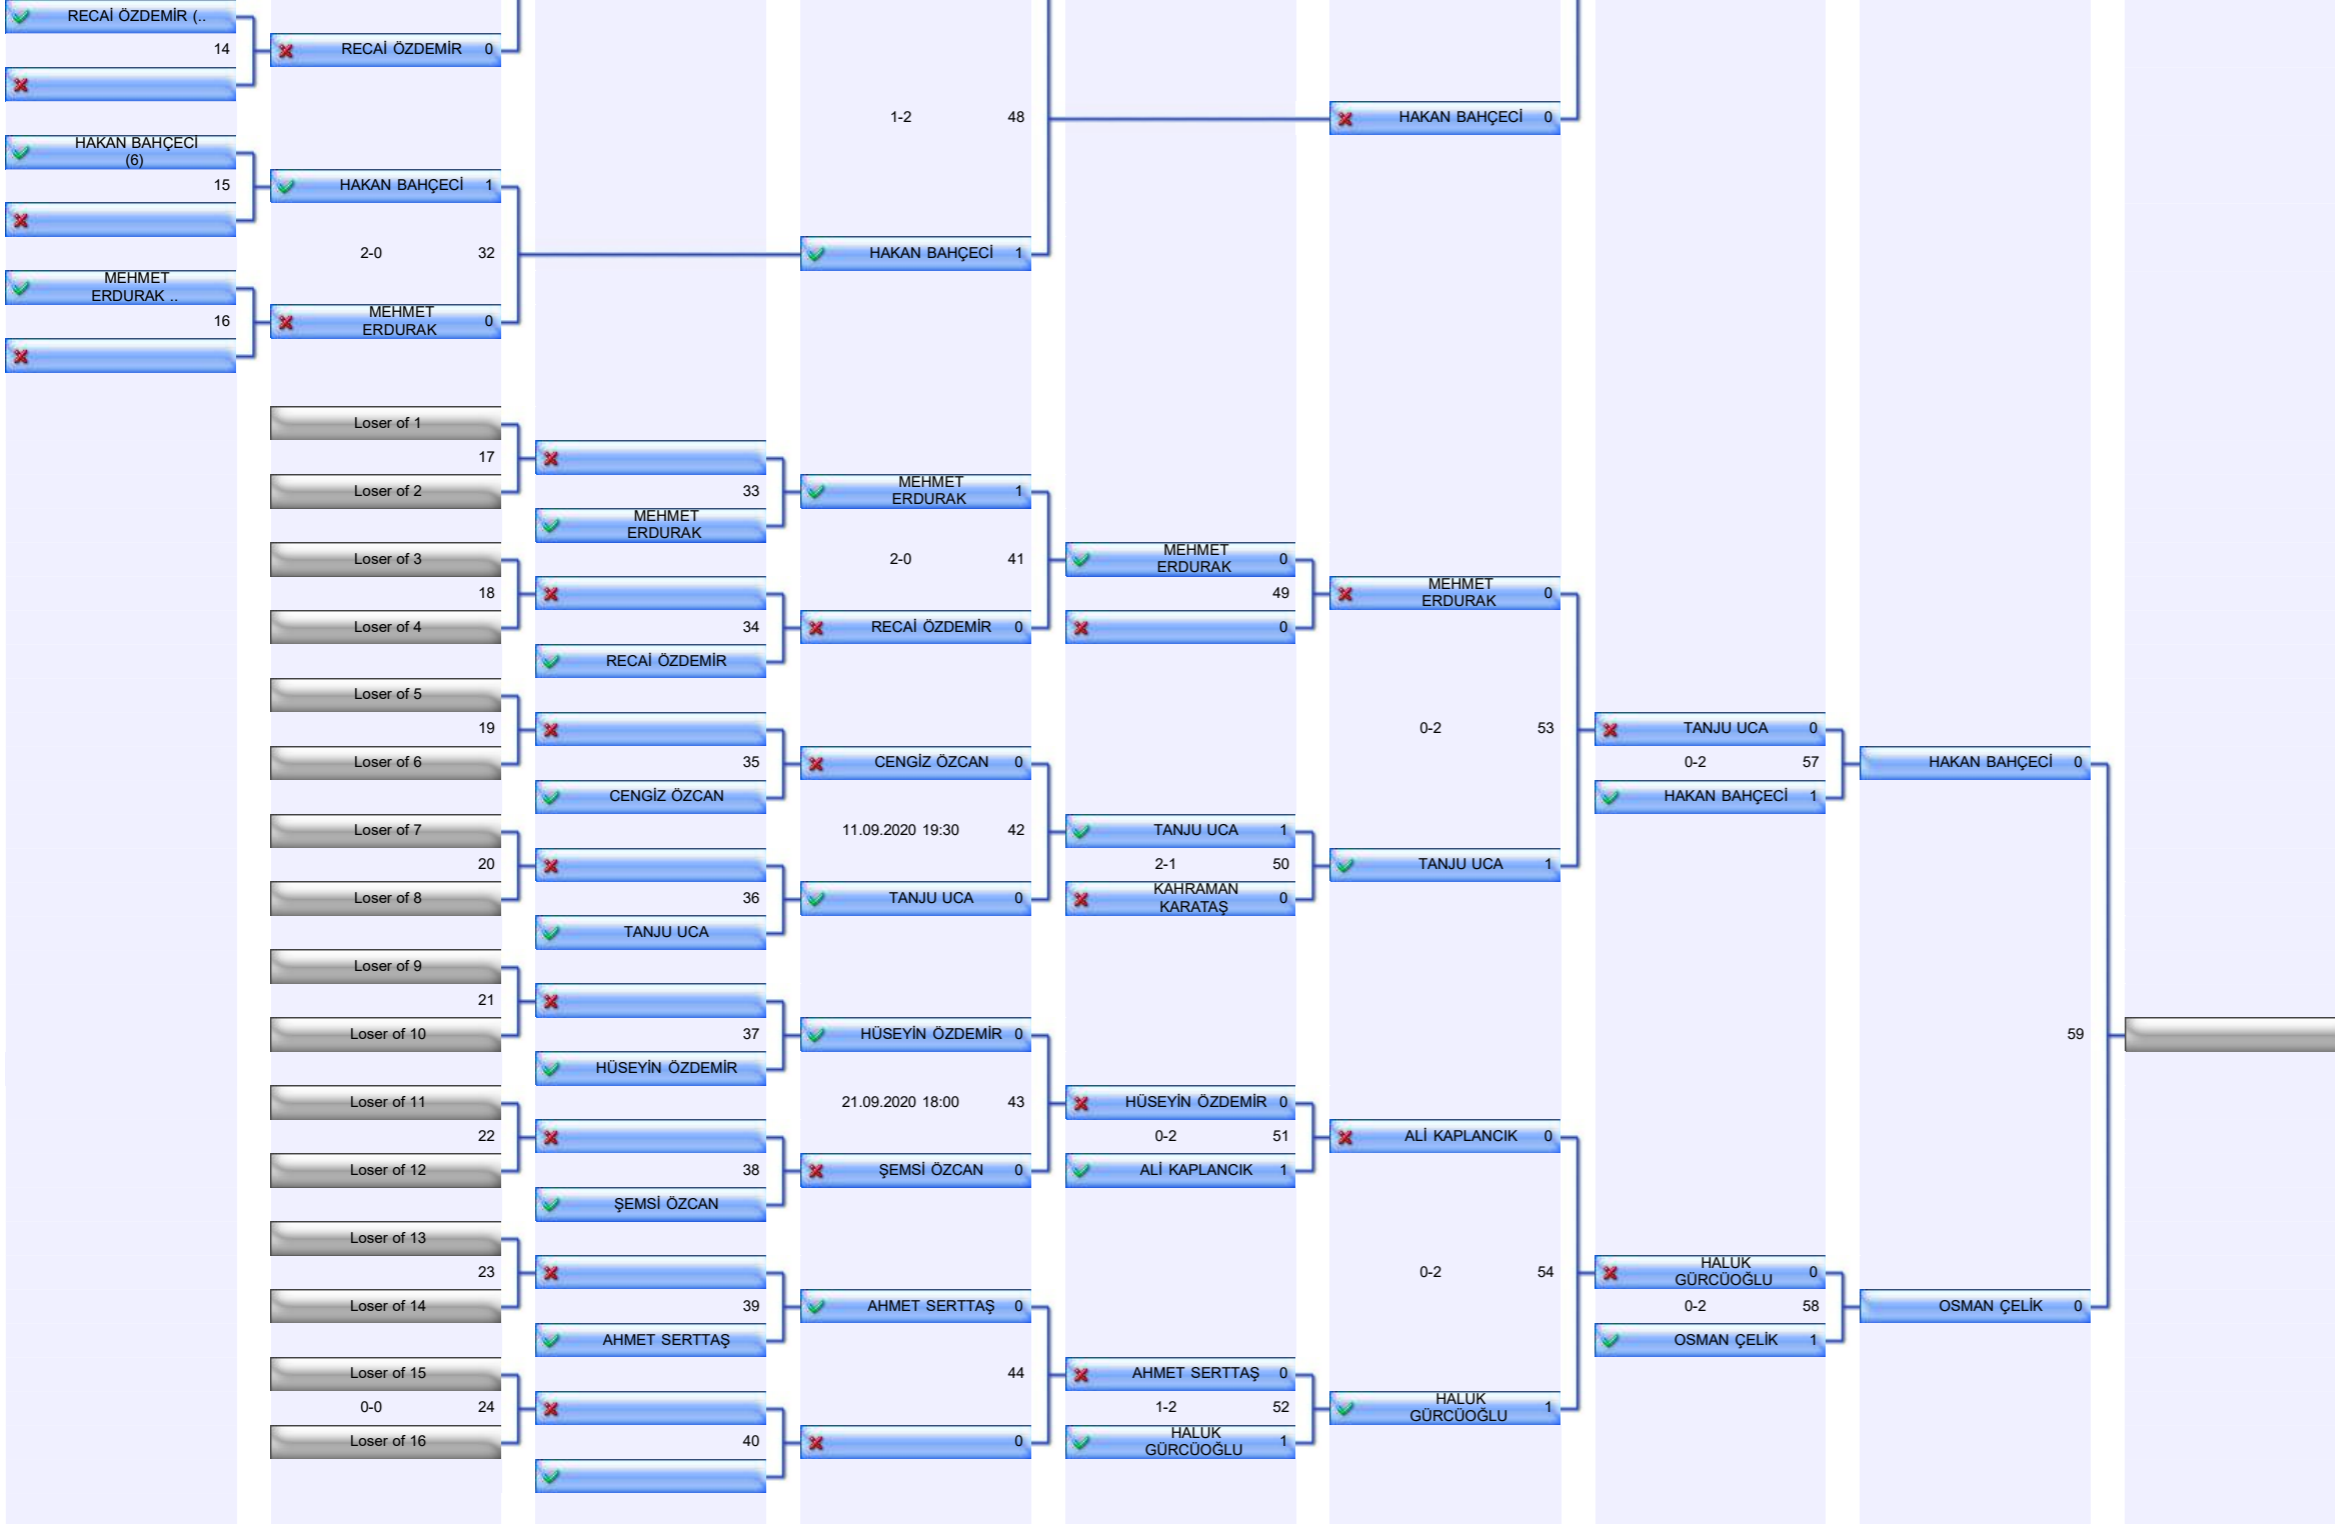 RECAİ ÖZDEMİR (..
14
RECAİ ÖZDEMİR 0
HAKAN BAHÇECİ
(6)
15
HAKAN BAHÇECİ 1
2-0 32
MEHMET
ERDURAK ..
16
MEHMET
ERDURAK 0
1-2 48
HAKAN BAHÇECİ 1
HAKAN BAHÇECİ 0
Loser of 1
17
Loser of 2
Loser of 3
18
Loser of 4
Loser of 5
19
Loser of 6
Loser of 7
20
Loser of 8
Loser of 9
21
Loser of 10
Loser of 11
22
Loser of 12
Loser of 13
23
Loser of 14
Loser of 15
0-0 24
Loser of 16
33
MEHMET
ERDURAK
34
RECAİ ÖZDEMİR
35
CENGİZ ÖZCAN
36
TANJU UCA
37
HÜSEYİN ÖZDEMİR
38
ŞEMSİ ÖZCAN
39
AHMET SERTTAŞ
40
MEHMET
ERDURAK 1
2-0 41
RECAİ ÖZDEMİR 0
CENGİZ ÖZCAN 0
11.09.2020 19:30 42
TANJU UCA 0
HÜSEYİN ÖZDEMİR 0
21.09.2020 18:00 43
ŞEMSİ ÖZCAN 0
AHMET SERTTAŞ 0
44
0
MEHMET
ERDURAK 0
49
0
TANJU UCA 1
2-1 50
KAHRAMAN
KARATAŞ 0
HÜSEYİN ÖZDEMİR 0
0-2 51
ALİ KAPLANCIK 1
AHMET SERTTAŞ 0
1-2 52
HALUK
GÜRCÜOĞLU 1
MEHMET
ERDURAK 0
0-2 53
TANJU UCA 1
ALİ KAPLANCIK 0
0-2 54
HALUK
GÜRCÜOĞLU 1
TANJU UCA 0
0-2 57
HAKAN BAHÇECİ 1
HALUK
GÜRCÜOĞLU 0
0-2 58
OSMAN ÇELİK 1
HAKAN BAHÇECİ 0
59
OSMAN ÇELİK 0